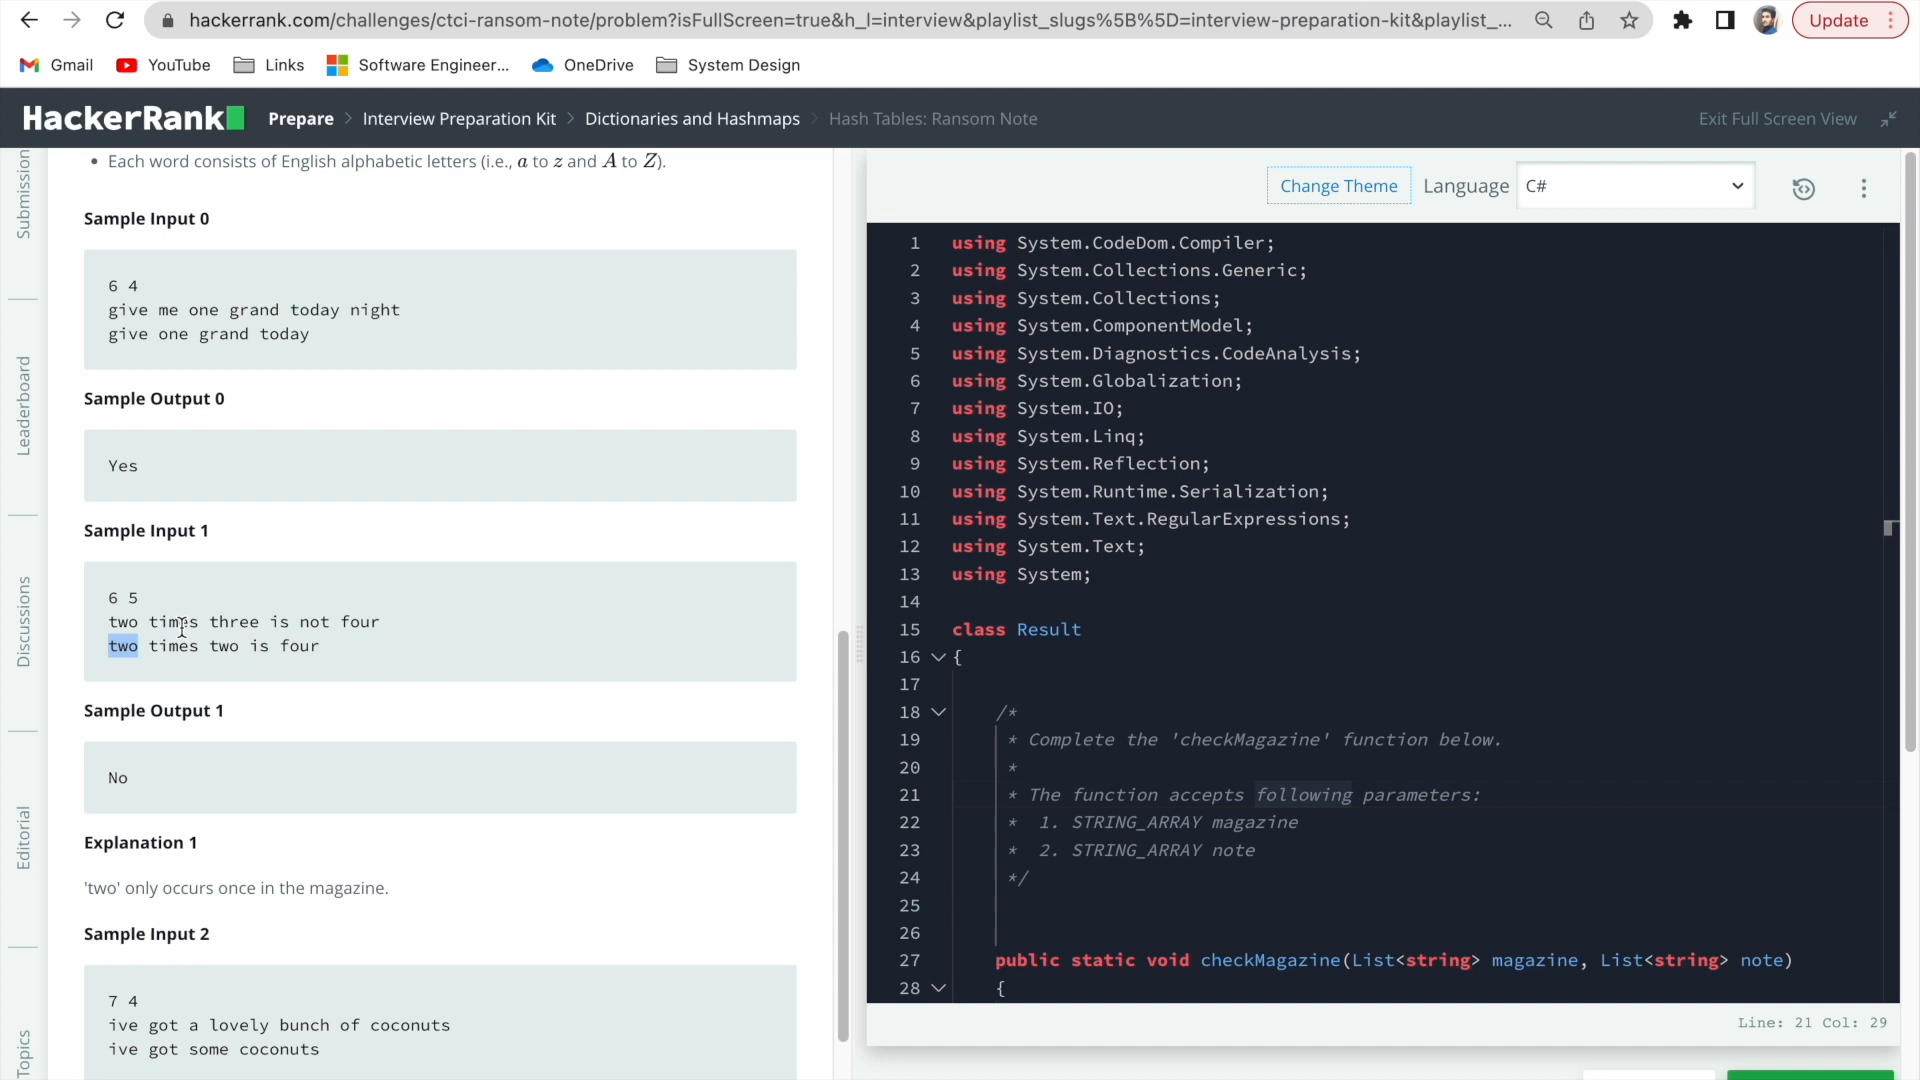 hackerrank.com/challenges/ctci-ransom-note/problem?isFullScreen=true&h_l=interview&playlist_slugs%5B%5D=interview-preparation-kit&playlist_...
Update
Gmail
YouTube
Links
Software Engineer...
OneDrive
System Design
HackerRank
Prepare > Interview Preparation Kit > Dictionaries and Hashmaps > Hash Tables: Ransom Note
Exit Full Screen View
Submission
Leaderboard
Discussions
Editorial
Topics
• Each word consists of English alphabetic letters (i.e., a to z and A to Z).
Sample Input 0
6 4
give me one grand today night
give one grand today
Sample Output 0
Yes
Sample Input 1
6 5
two times three is not four
two times two is four
Sample Output 1
No
Explanation 1
'two' only occurs once in the magazine.
Sample Input 2
7 4
ive got a lovely bunch of coconuts
ive got some coconuts
Change Theme
Language
C#
1 using System.CodeDom.Compiler;
2 using System.Collections.Generic;
3 using System.Collections;
4 using System.ComponentModel;
5 using System.Diagnostics.CodeAnalysis;
6 using System.Globalization;
7 using System.IO;
8 using System.Linq;
9 using System.Reflection;
10 using System.Runtime.Serialization;
11 using System.Text.RegularExpressions;
12 using System.Text;
13 using System;
14
15 class Result
16 {
17
18 /*
19 * Complete the 'checkMagazine' function below.
20 *
21 * The function accepts following parameters:
22 * 1. STRING_ARRAY magazine
23 * 2. STRING_ARRAY note
24 */
25
26
27 public static void checkMagazine(List<string> magazine, List<string> note)
28 {
Line: 21 Col: 29